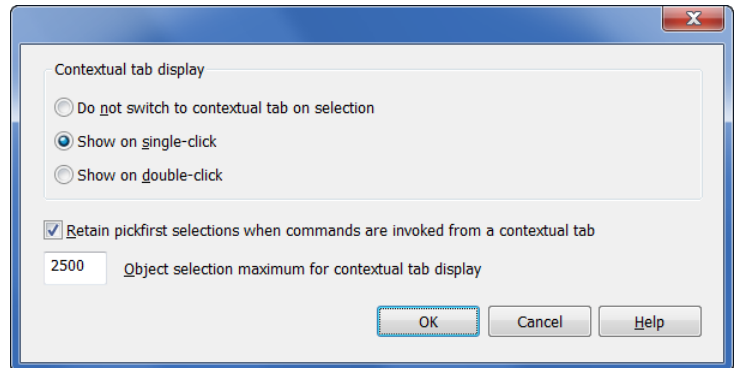 Contextual tab display
Do not switch to contextual tab on selection
Show on single-click
Show on double-click
Retain pickfirst selections when commands are invoked from a contextual tab
2500 Object selection maximum for contextual tab display
OK Cancel Help